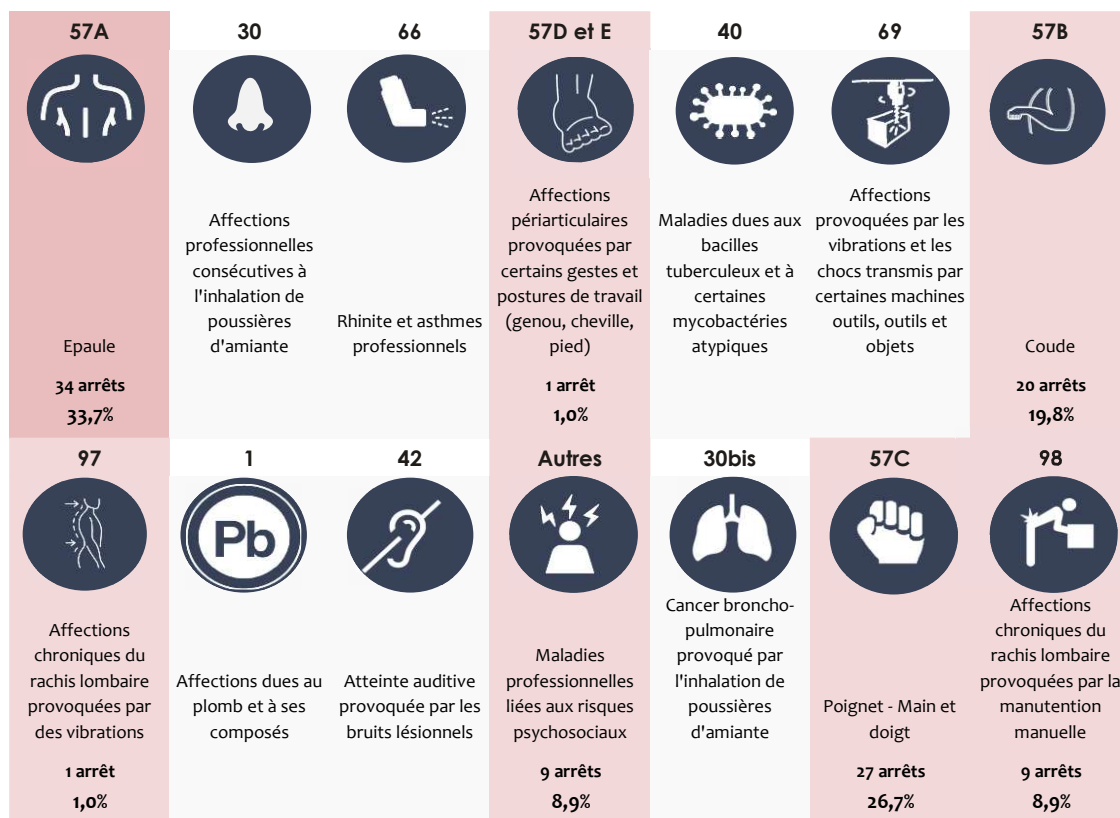 57A
30
66
57D et E
40
69
57B
Epaule
34 arrêts
33,7%
Affections
professionnelles
consécutives à
l'inhalation de
poussières
d'amiante
Rhinite et asthmes
professionnels
Affections
périarticulaires
provoquées par
certains gestes et
postures de travail
(genou, cheville,
pied)
1 arrêt
1,0%
Maladies dues aux
bacilles
tuberculeux et à
certaines
mycobactéries
atypiques
Affections
provoquées par les
vibrations et les
chocs transmis par
certaines machines
outils, outils et
objets
Coude
20 arrêts
19,8%
97
1
42
Autres
30bis
57C
98
Affections
chroniques du
rachis lombaire
provoquées par
des vibrations
1 arrêt
1,0%
Pb
Affections dues au
plomb et à ses
composés
Atteinte auditive
provoquée par les
bruits lésionnels
Maladies
professionnelles
liées aux risques
psychosociaux
9 arrêts
8,9%
Cancer broncho-
pulmonaire
provoqué par
l'inhalation de
poussières
d'amiante
Poignet - Main et
doigt
27 arrêts
26,7%
Affections
chroniques du
rachis lombaire
provoquées par la
manutention
manuelle
9 arrêts
8,9%